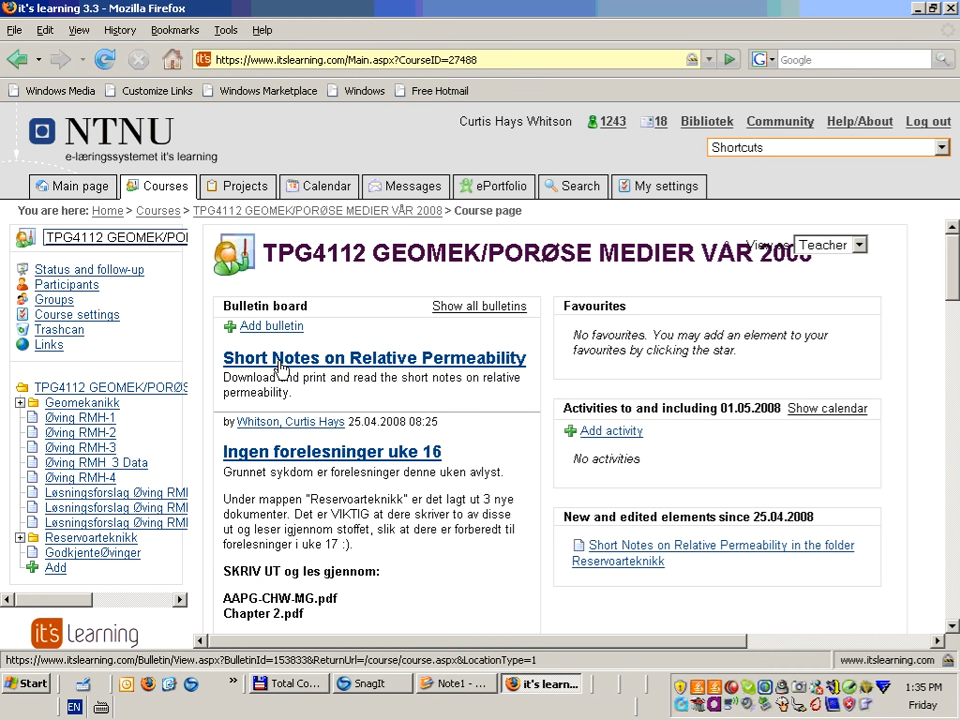 it's learning 3.3 - Mozilla Firefox
File Edit View History Bookmarks Tools Help
https://www.itslearning.com/Main.aspx?CourseID=27488
Google
Windows Media Customize Links Windows Marketplace Windows Free Hotmail
NTNU
e-læringssystemet it's learning
Curtis Hays Whitson 1243 18 Bibliotek Community Help/About Log out
Shortcuts
Main page Courses Projects Calendar Messages ePortfolio Search My settings
You are here: Home > Courses > TPG4112 GEOMEK/PORØSE MEDIER VÅR 2008 > Course page
TPG4112 GEOMEK/POI
Status and follow-up
Participants
Groups
Course settings
Trashcan
Links
TPG4112 GEOMEK/PORØS
Geomekanikk
Øving RMH-1
Øving RMH-2
Øving RMH-3
Øving RMH_3 Data
Øving RMH-4
Løsningsforslag Øving RMI
Løsningsforslag Øving RMI
Løsningsforslag Øving RMI
Reservoarteknikk
GodkjenteØvinger
Add
it's learning
TPG4112 GEOMEK/PORØSE MEDIER VÅR 2008
View as Teacher
Bulletin board Show all bulletins
Add bulletin
Short Notes on Relative Permeability
Download and print and read the short notes on relative
permeability.
by Whitson, Curtis Hays 25.04.2008 08:25
Ingen forelesninger uke 16
Grunnet sykdom er forelesninger denne uken avlyst.
Under mappen "Reservoarteknikk" er det lagt ut 3 nye
dokumenter. Det er VIKTIG at dere skriver to av disse
ut og leser igjennom stoffet, slik at dere er forberedt til
forelesninger i uke 17 :).
SKRIV UT og les gjennom:
AAPG-CHW-MG.pdf
Chapter 2.pdf
Favourites
No favourites. You may add an element to your
favourites by clicking the star.
Activities to and including 01.05.2008 Show calendar
Add activity
No activities
New and edited elements since 25.04.2008
Short Notes on Relative Permeability in the folder
Reservoarteknikk
https://www.itslearning.com/Bulletin/View.aspx?BulletinId=153833&ReturnUrl=/course/course.aspx&LocationType=1
www.itslearning.com
Start
Total Co...
SnagIt
Note1 - ...
it's learn...
EN
1:35 PM
Friday